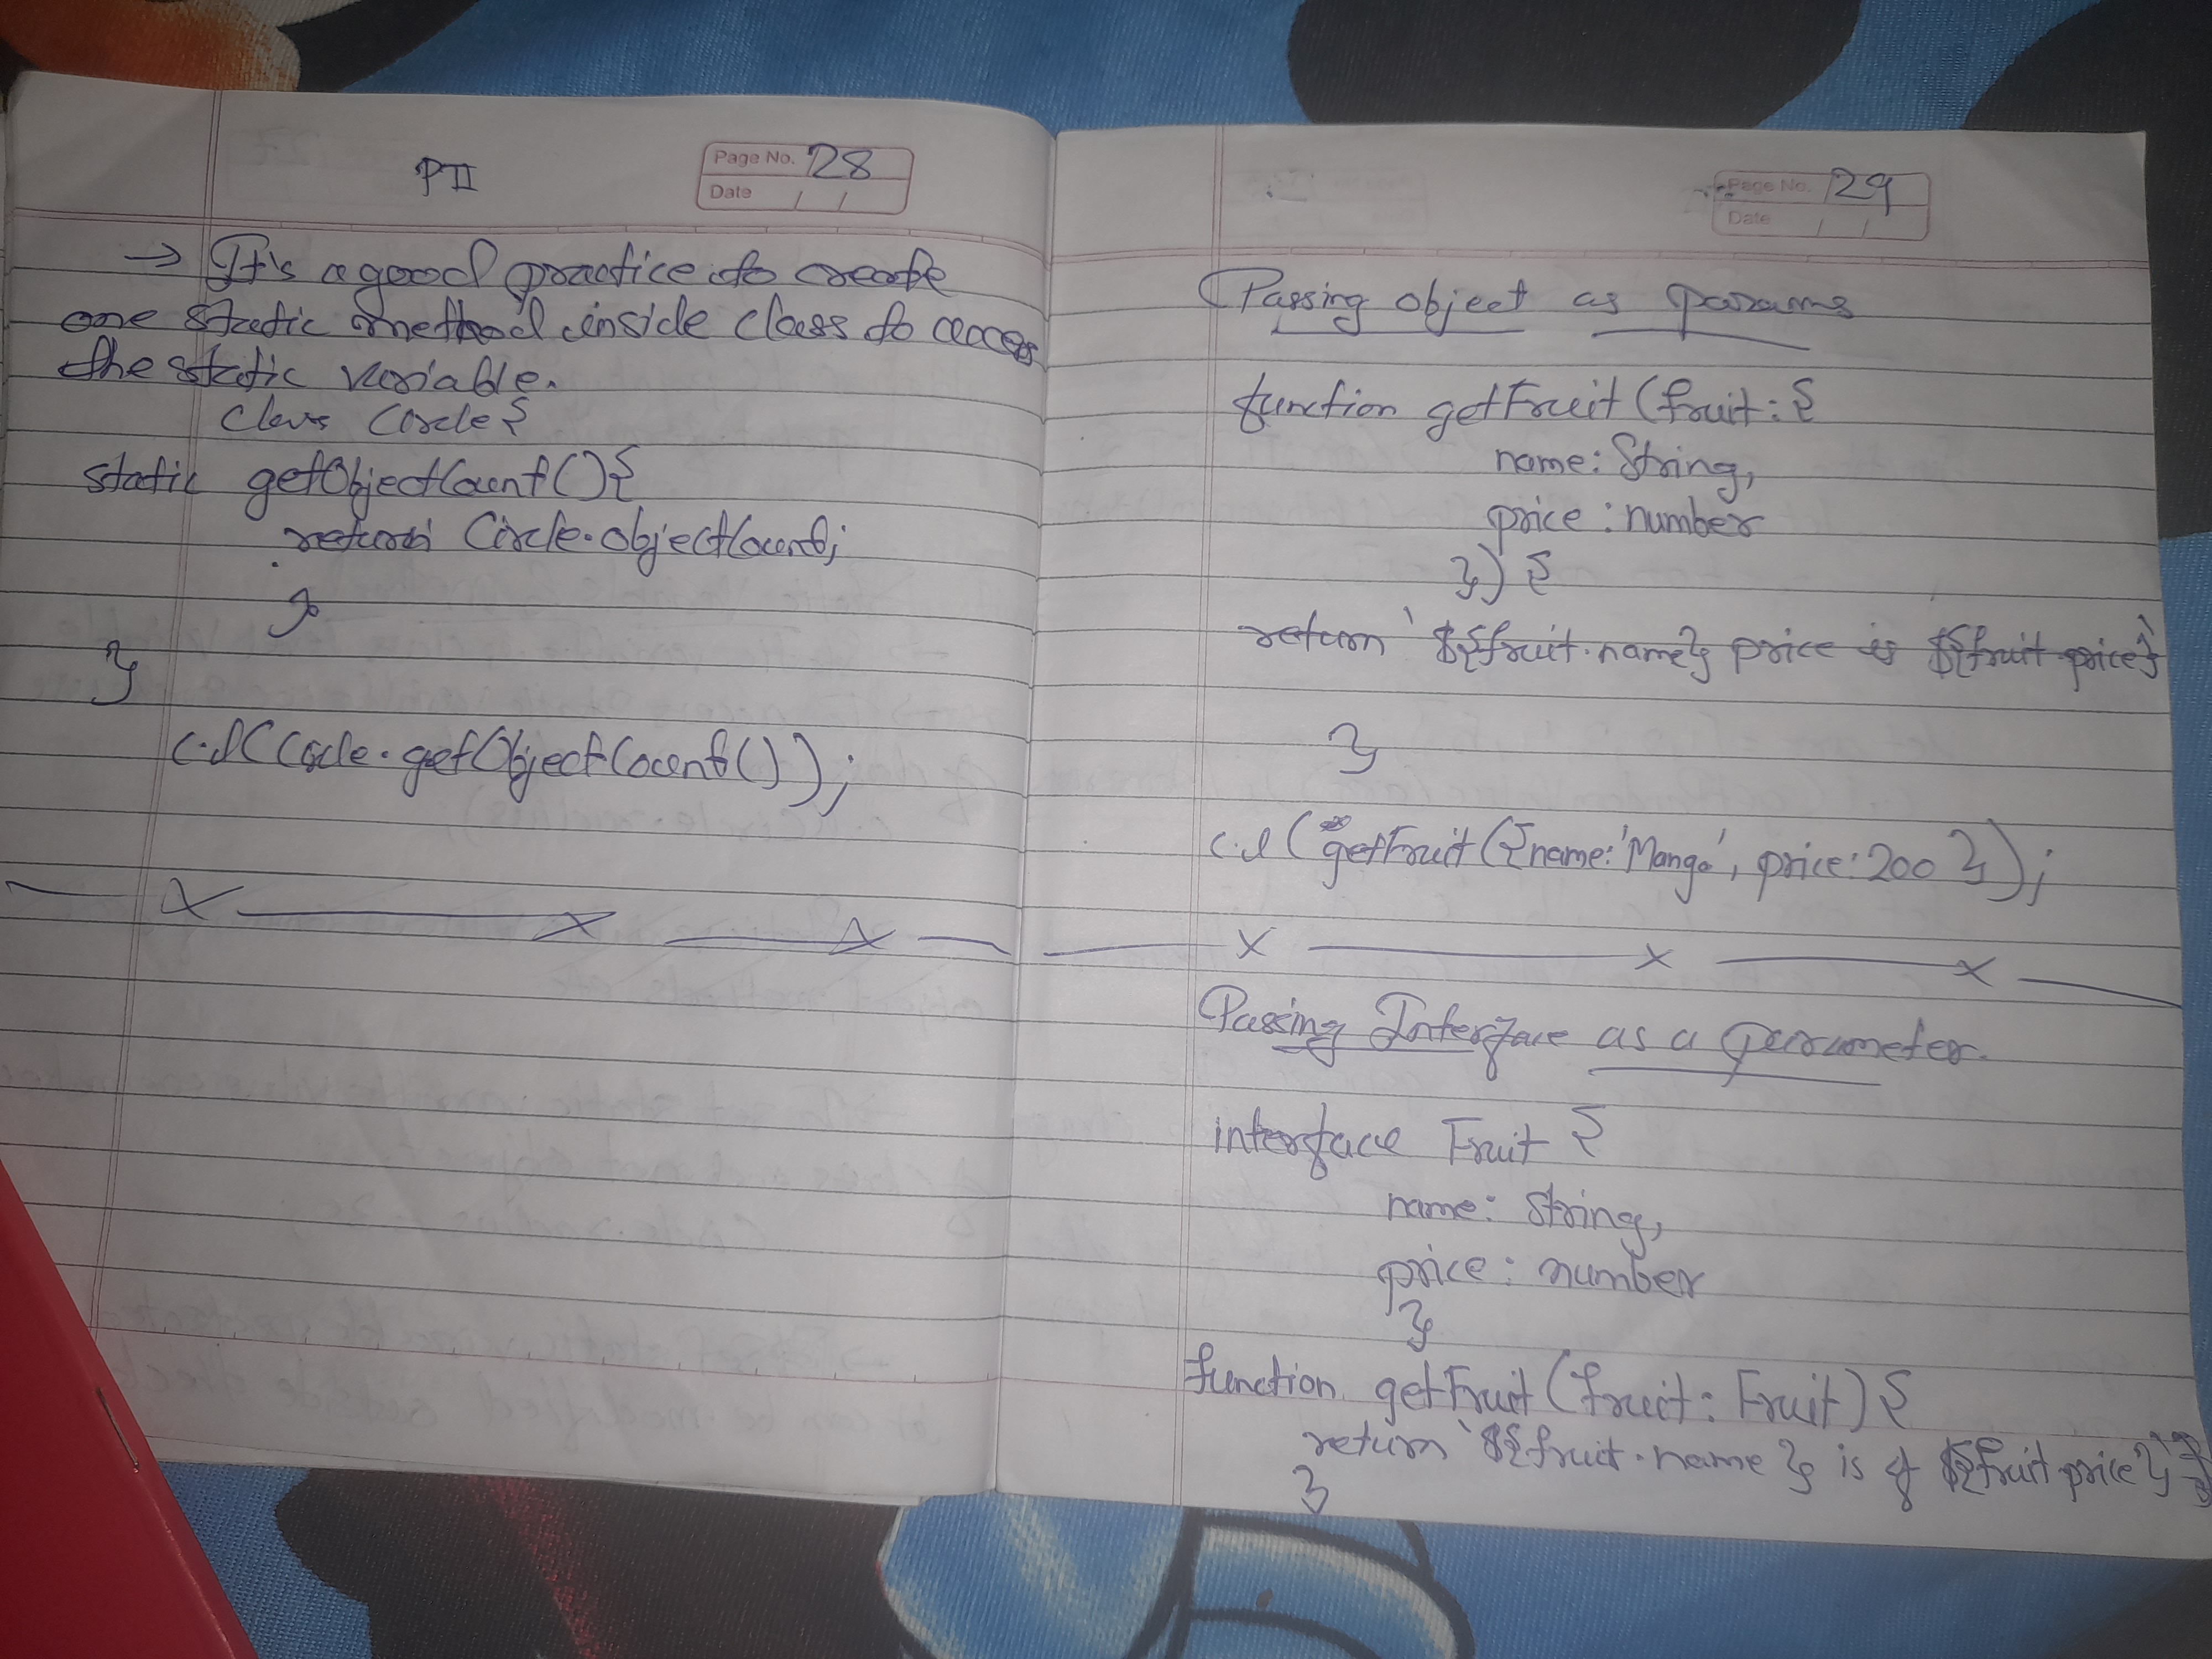 PII
Page No. 28
Date / /
→ It's a good practice to create
one static method inside class to access
the static variable.
Class Circle {
static getObjectCount(){
return Circle.objectCount;
}
}
c.l(Circle.getObjectCount());
Page No. 29
Date / /
Passing object as params
function getFruit(fruit:{
name: String,
price : number
}) {
return `${fruit.name} price is ${fruit.price}`
}
c.l(getFruit({name:'Mango', price:200});
Passing Interface as a parameter.
interface Fruit {
name: String,
price: number
}
function getFruit(fruit: Fruit) {
return `${fruit.name} is of ${fruit.price}`}
}